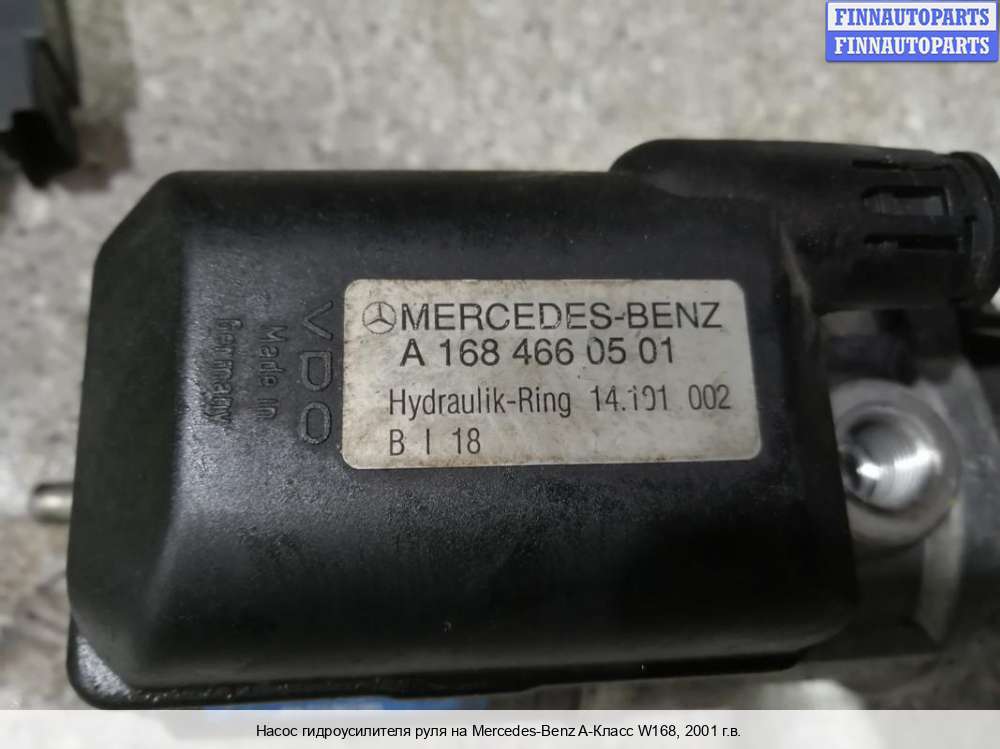 FINNAUTOPARTS
FINNAUTOPARTS
VDO
Made in
Germany
MERCEDES-BENZ
A 168 466 05 01
Hydraulik-Ring 14.101 002
B I 18
Насос гидроусилителя руля на Mercedes-Benz A-Класс W168, 2001 г.в.